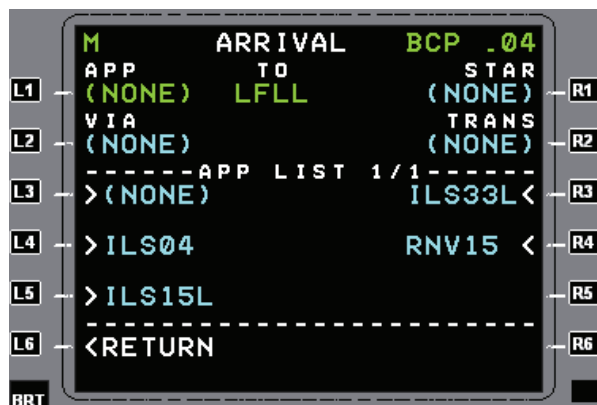 M ARRIVAL BCP .04
APP TO STAR
L1 (NONE) LFLL (NONE) R1
VIA TRANS
L2 (NONE) (NONE) R2
------APP LIST 1/1------
L3 >(NONE) ILS33L< R3
L4 >ILS04 RNV15 < R4
L5 >ILS15L R5
L6 <RETURN R6
BRT